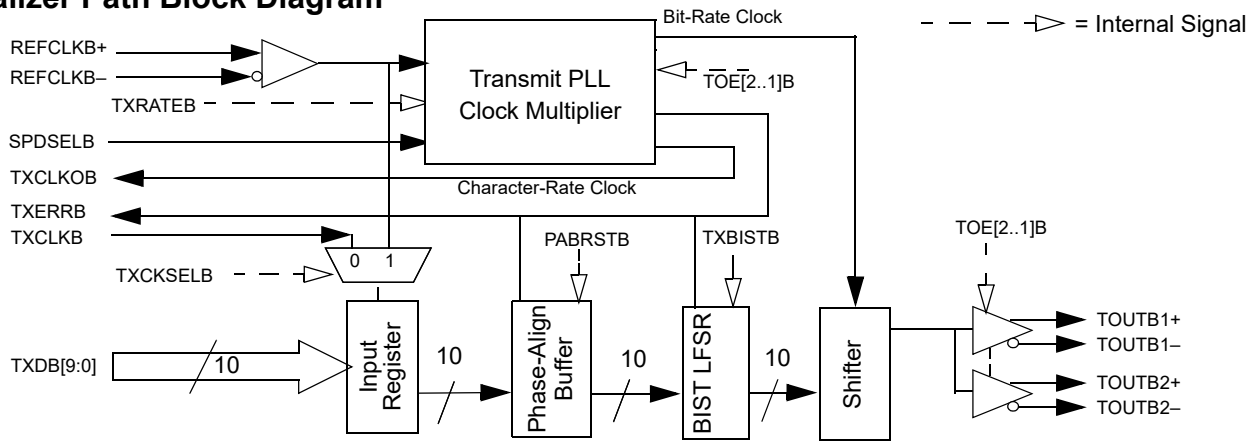 alizer Path Block Diagram
Bit-Rate Clock
= Internal Signal
REFCLKB+
REFCLKB–
TXRATEB
Transmit PLL
Clock Multiplier
TOE[2..1]B
SPDSELB
TXCLKOB
Character-Rate Clock
TXERRB
TXCLKB
PABRSTB
TXBISTB
TOE[2..1]B
0 1
TXCKSELB
TXDB[9:0]
10
Input
Register
10
Phase-Align
Buffer
10
BIST LFSR
10
Shifter
TOUTB1+
TOUTB1–
TOUTB2+
TOUTB2–